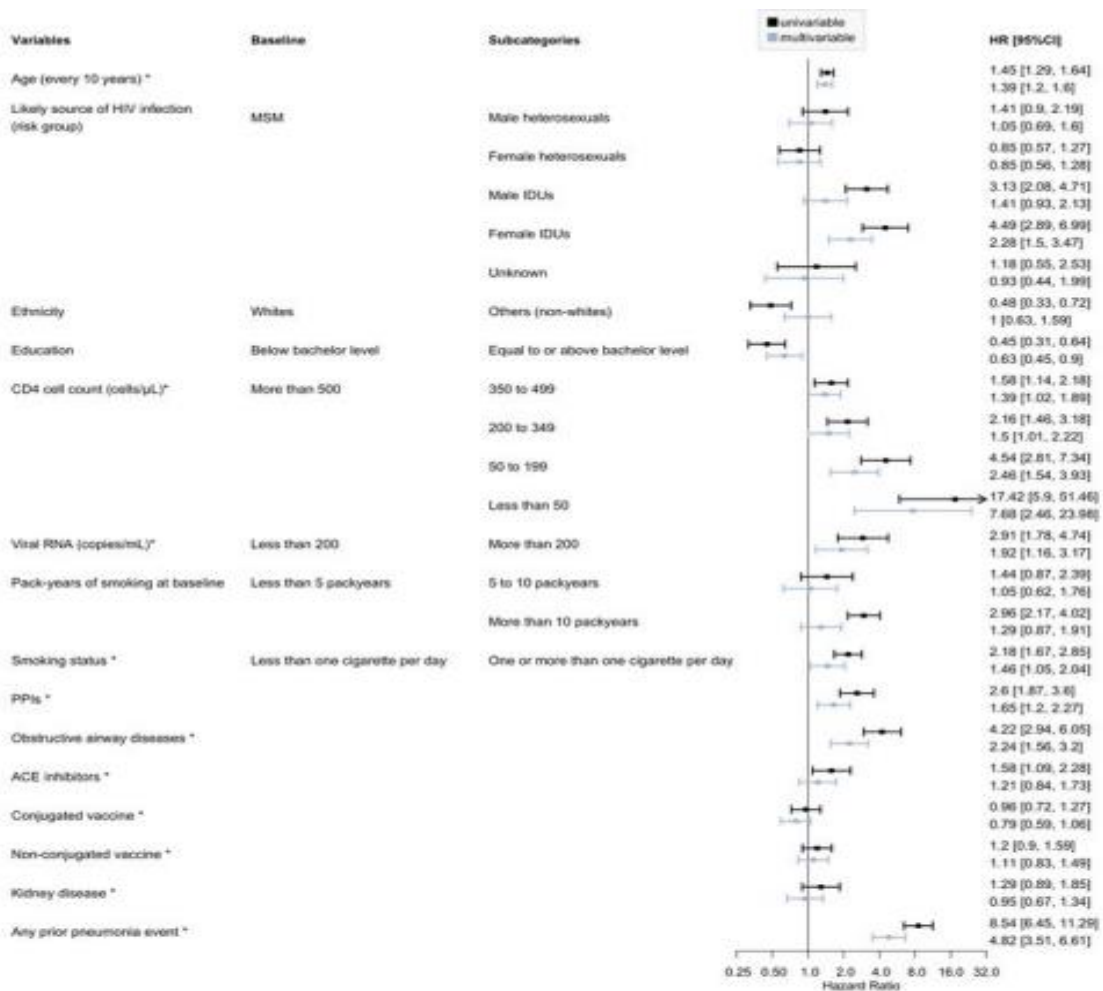 univariable
multivariable
Variables Baseline Subcategories HR [95%CI]
Age (every 10 years) * 1.45 [1.29, 1.64]
1.39 [1.2, 1.6]
Likely source of HIV infection
(risk group) MSM Male heterosexuals 1.41 [0.9, 2.19]
1.05 [0.69, 1.6]
Female heterosexuals 0.85 [0.57, 1.27]
0.85 [0.56, 1.28]
Male IDUs 3.13 [2.08, 4.71]
1.41 [0.93, 2.13]
Female IDUs 4.49 [2.89, 6.99]
2.28 [1.5, 3.47]
Unknown 1.18 [0.55, 2.53]
0.93 [0.44, 1.99]
Ethnicity Whites Others (non-whites) 0.48 [0.33, 0.72]
1 [0.63, 1.59]
Education Below bachelor level Equal to or above bachelor level 0.45 [0.31, 0.64]
0.63 [0.45, 0.9]
CD4 cell count (cells/µL)* More than 500 350 to 499 1.58 [1.14, 2.18]
1.39 [1.02, 1.89]
200 to 349 2.16 [1.46, 3.18]
1.5 [1.01, 2.22]
50 to 199 4.54 [2.81, 7.34]
2.46 [1.54, 3.93]
Less than 50 17.42 [5.9, 51.46]
7.68 [2.46, 23.98]
Viral RNA (copies/mL)* Less than 200 More than 200 2.91 [1.78, 4.74]
1.92 [1.16, 3.17]
Pack-years of smoking at baseline Less than 5 packyears 5 to 10 packyears 1.44 [0.87, 2.39]
1.05 [0.62, 1.76]
More than 10 packyears 2.96 [2.17, 4.02]
1.29 [0.87, 1.91]
Smoking status * Less than one cigarette per day One or more than one cigarette per day 2.18 [1.67, 2.85]
1.46 [1.05, 2.04]
PPIs * 2.6 [1.87, 3.6]
1.65 [1.2, 2.27]
Obstructive airway diseases * 4.22 [2.94, 6.05]
2.24 [1.56, 3.2]
ACE inhibitors * 1.58 [1.09, 2.28]
1.21 [0.84, 1.73]
Conjugated vaccine * 0.96 [0.72, 1.27]
0.79 [0.59, 1.06]
Non-conjugated vaccine * 1.2 [0.9, 1.59]
1.11 [0.83, 1.49]
Kidney disease * 1.29 [0.89, 1.85]
0.95 [0.67, 1.34]
Any prior pneumonia event * 8.54 [6.45, 11.29]
4.82 [3.51, 6.61]
0.25 0.50 1.0 2.0 4.0 8.0 16.0 32.0
Hazard Ratio